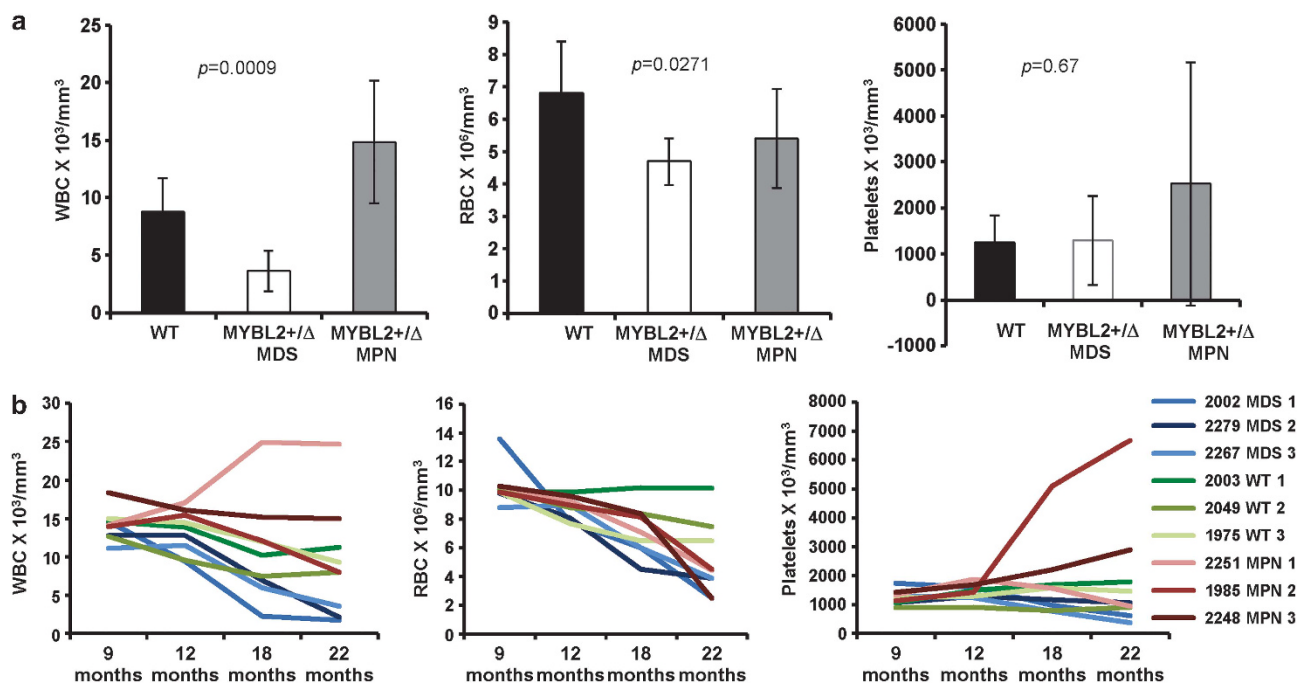 a
WBC X 10³/mm³
25
20
15
10
5
0
p=0.0009
WT
MYBL2+/Δ
MDS
MYBL2+/Δ
MPN
RBC X 10⁶/mm³
9
8
7
6
5
4
3
2
1
0
p=0.0271
WT
MYBL2+/Δ
MDS
MYBL2+/Δ
MPN
Platelets X 10³/mm³
6000
5000
4000
3000
2000
1000
0
-1000
p=0.67
WT
MYBL2+/Δ
MDS
MYBL2+/Δ
MPN
b
WBC X 10³/mm³
30
25
20
15
10
5
0
9
months
12
months
18
months
22
months
RBC X 10⁶/mm³
16
14
12
10
8
6
4
2
0
9
months
12
months
18
months
22
months
Platelets X 10³/mm³
8000
7000
6000
5000
4000
3000
2000
1000
0
9
months
12
months
18
months
22
months
2002 MDS 1
2279 MDS 2
2267 MDS 3
2003 WT 1
2049 WT 2
1975 WT 3
2251 MPN 1
1985 MPN 2
2248 MPN 3